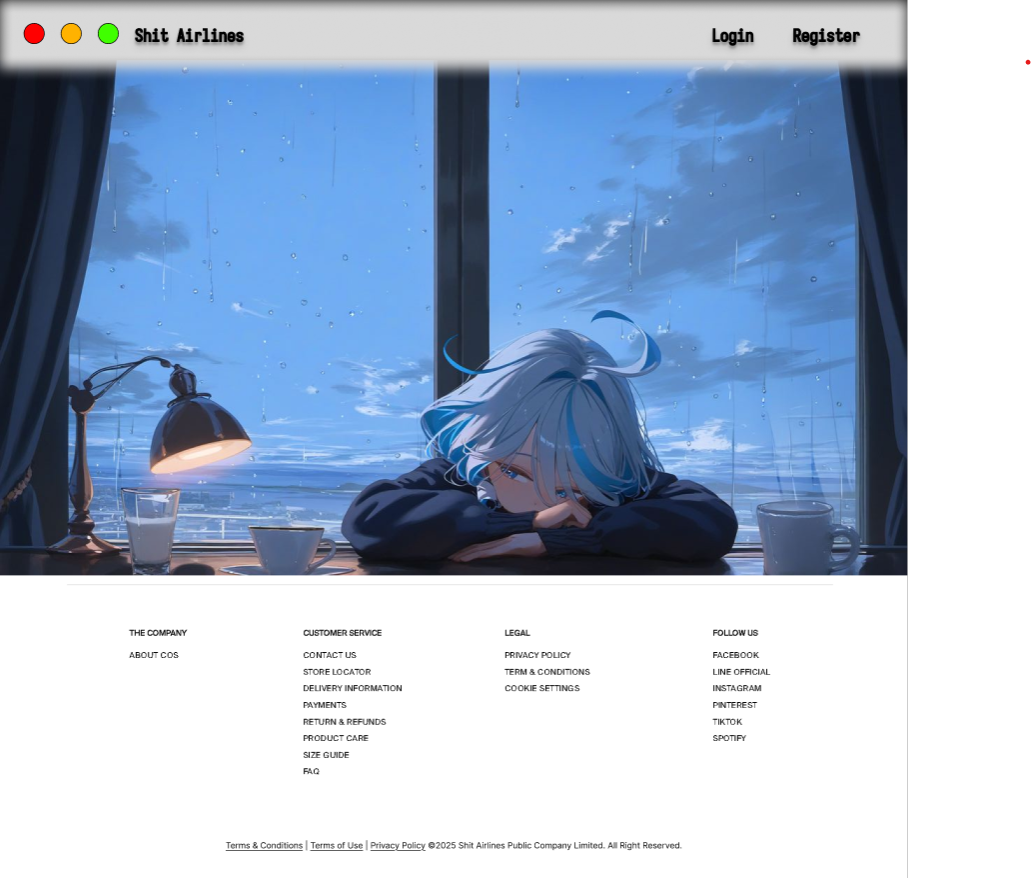 Shit Airlines
Login
Register
THE COMPANY
ABOUT COS
CUSTOMER SERVICE
CONTACT US
STORE LOCATOR
DELIVERY INFORMATION
PAYMENTS
RETURN & REFUNDS
PRODUCT CARE
SIZE GUIDE
FAQ
LEGAL
PRIVACY POLICY
TERM & CONDITIONS
COOKIE SETTINGS
FOLLOW US
FACEBOOK
LINE OFFICIAL
INSTAGRAM
PINTEREST
TIKTOK
SPOTIFY
Terms & Conditions | Terms of Use | Privacy Policy ©2025 Shit Airlines Public Company Limited. All Right Reserved.